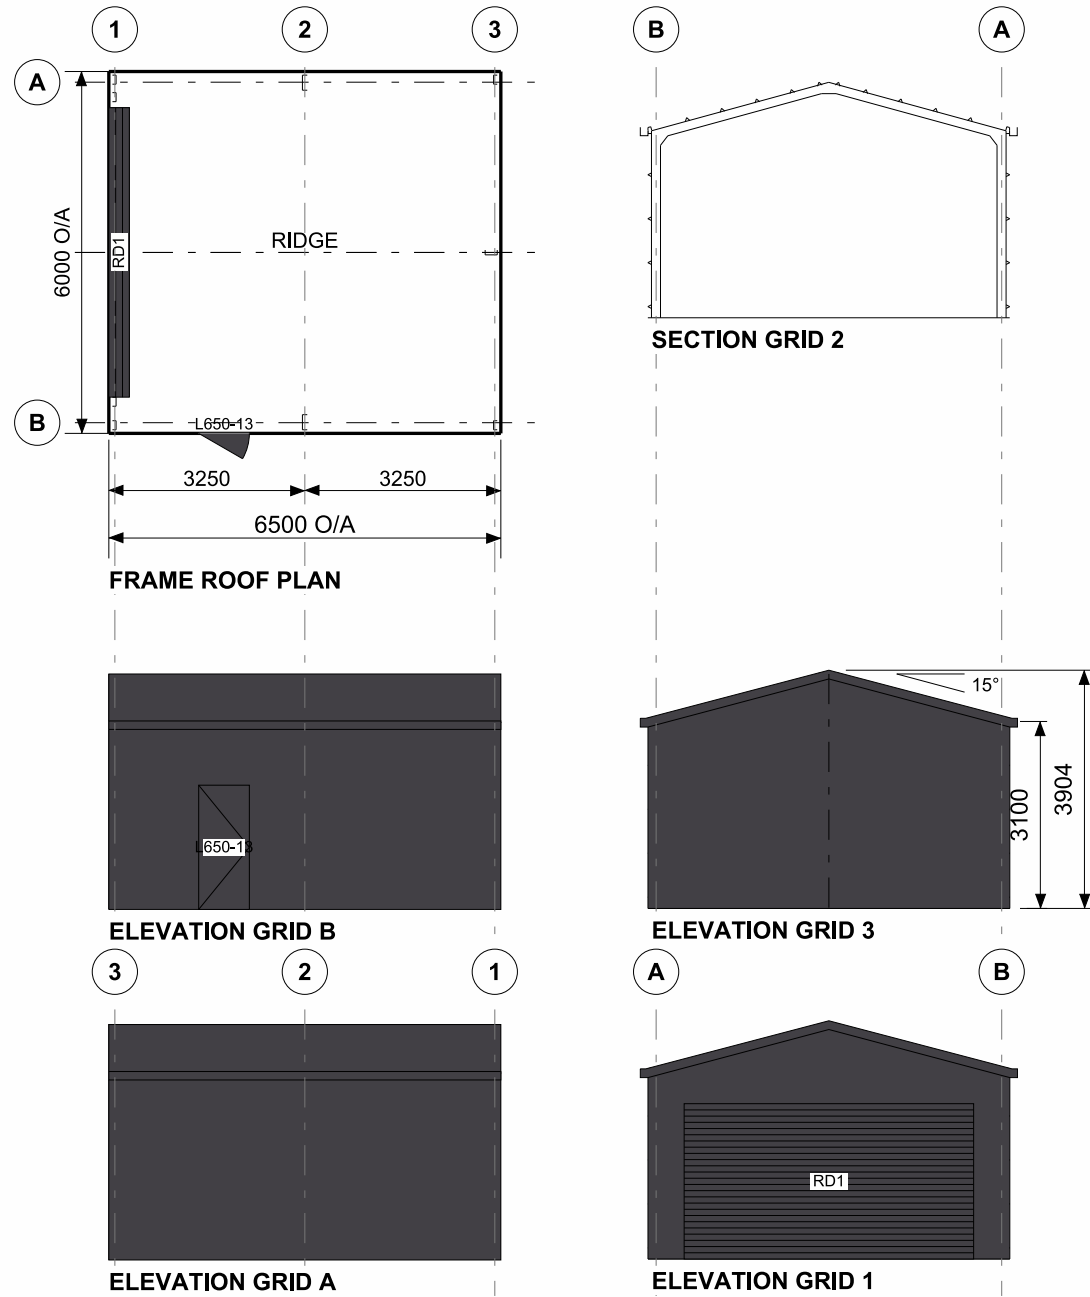 1
2
3
B
A
A
6000 O/A
RD1
RIDGE
B
L650-13
3250
3250
6500 O/A
FRAME ROOF PLAN
SECTION GRID 2
L650-13
ELEVATION GRID B
15°
3100
3904
ELEVATION GRID 3
3
2
1
A
B
ELEVATION GRID A
RD1
ELEVATION GRID 1